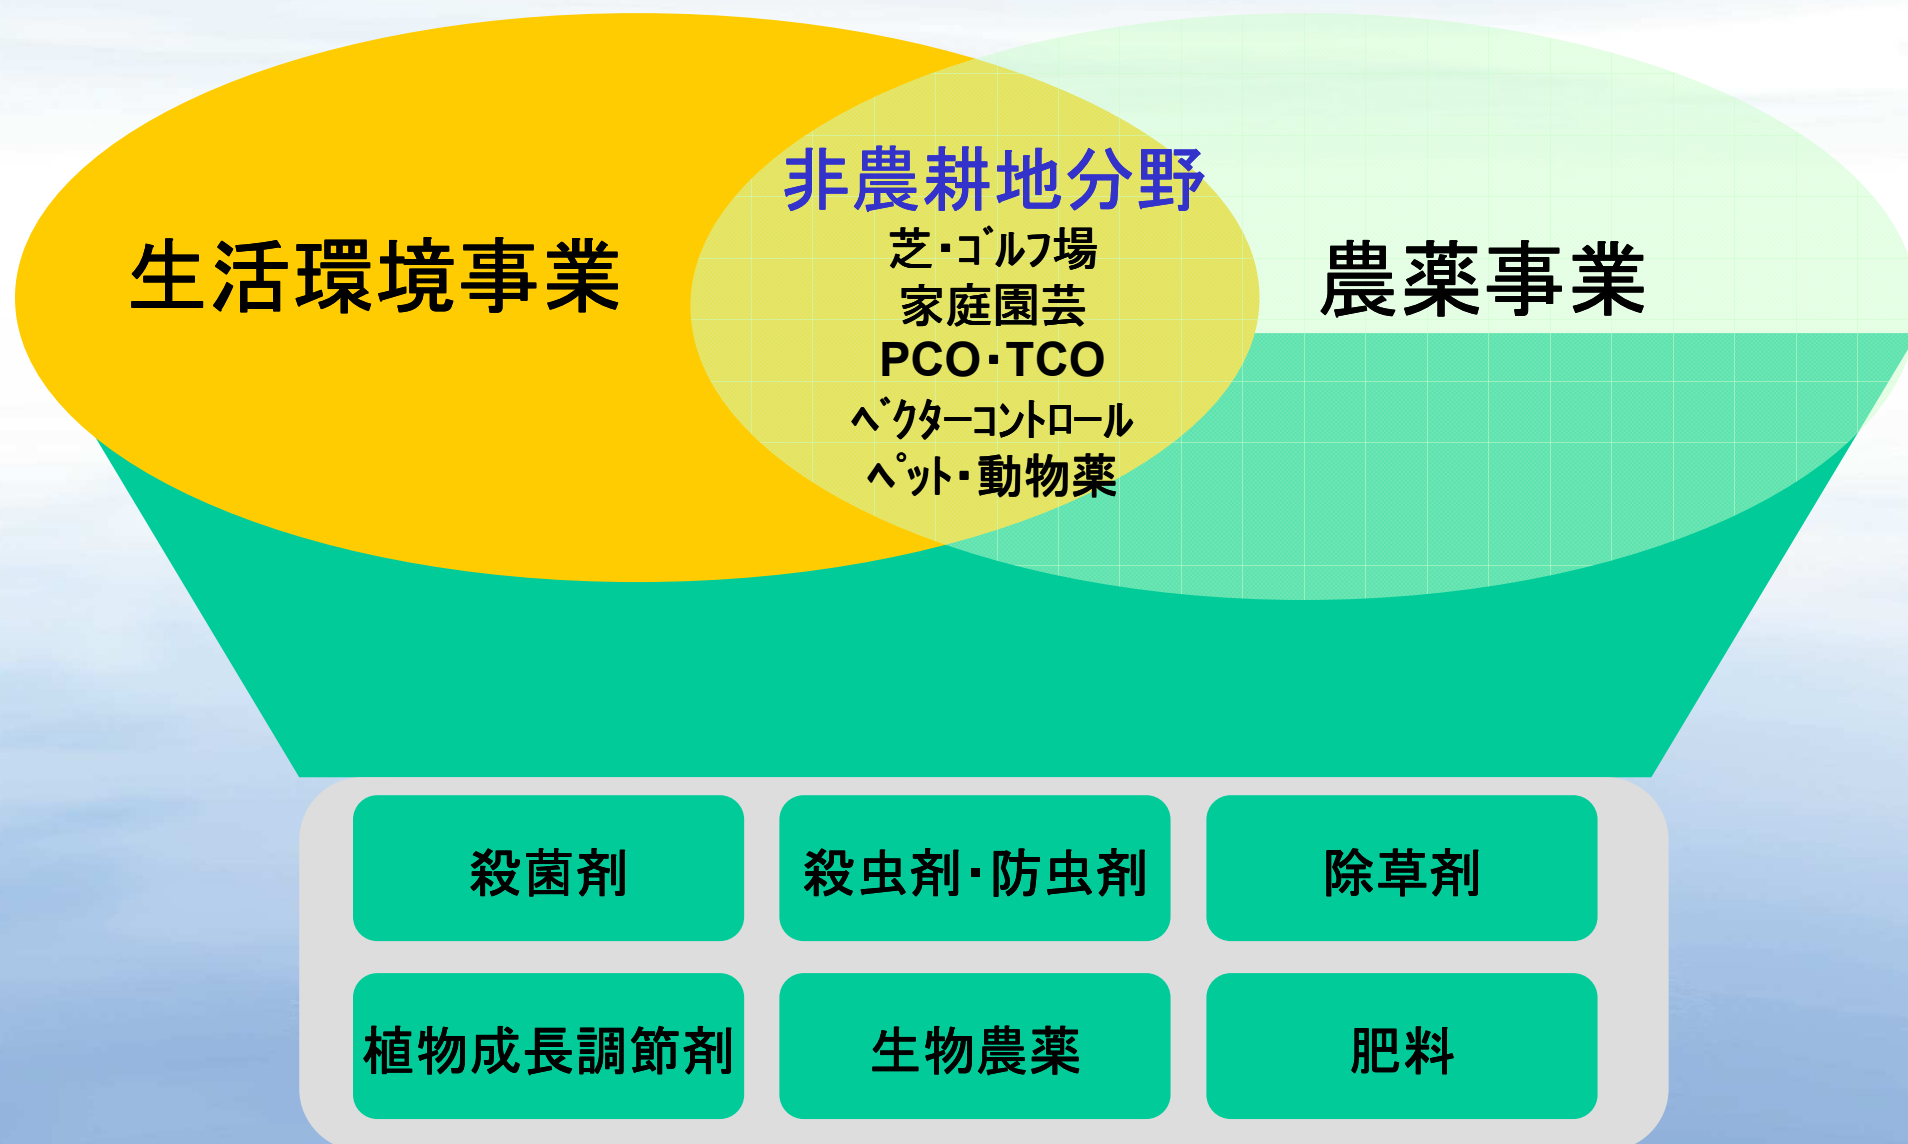 非農耕地分野
生活環境事業
農薬事業
芝・ｺﾞﾙﾌ場
家庭園芸
PCO・TCO
ﾍﾞｸﾀｰｺﾝﾄﾛｰﾙ
ﾍﾟｯﾄ・動物薬
殺菌剤
殺虫剤・防虫剤
除草剤
植物成長調節剤
生物農薬
肥料